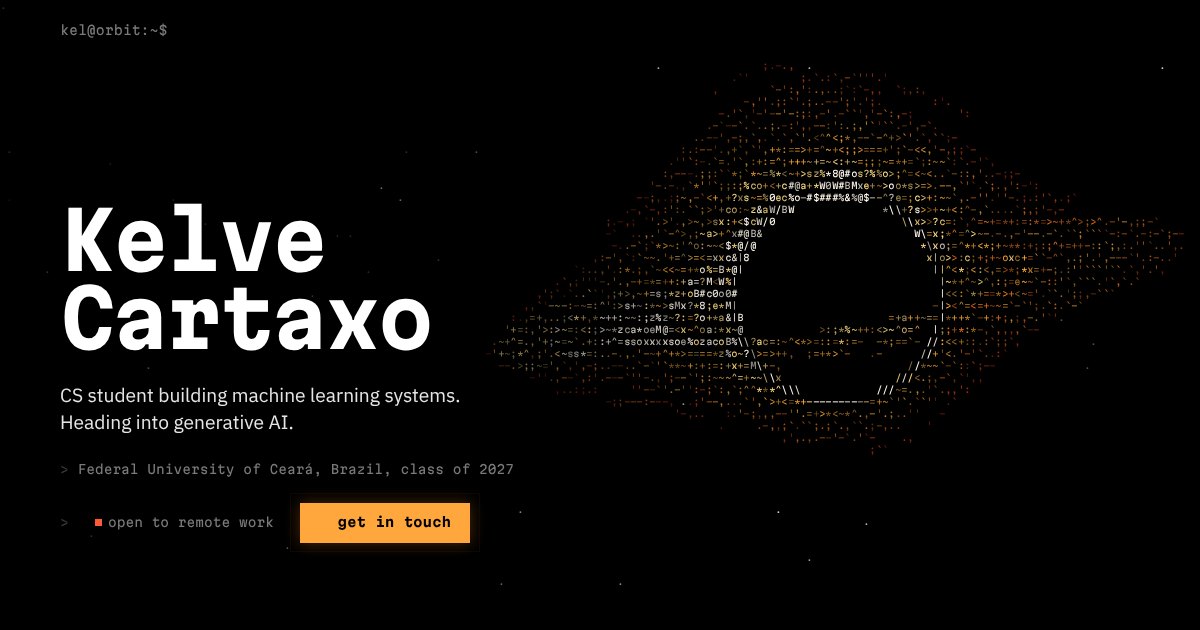 kel@orbit:~$
Kelve
Cartaxo
CS student building machine learning systems.
Heading into generative AI.
> Federal University of Ceará, Brazil, class of 2027
> open to remote work
get in touch